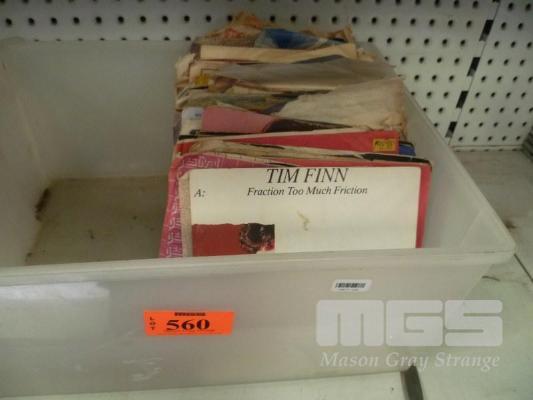 TIM FINN
A: Fraction Too Much Friction
LOT 560
MGS
Mason Gray Strange